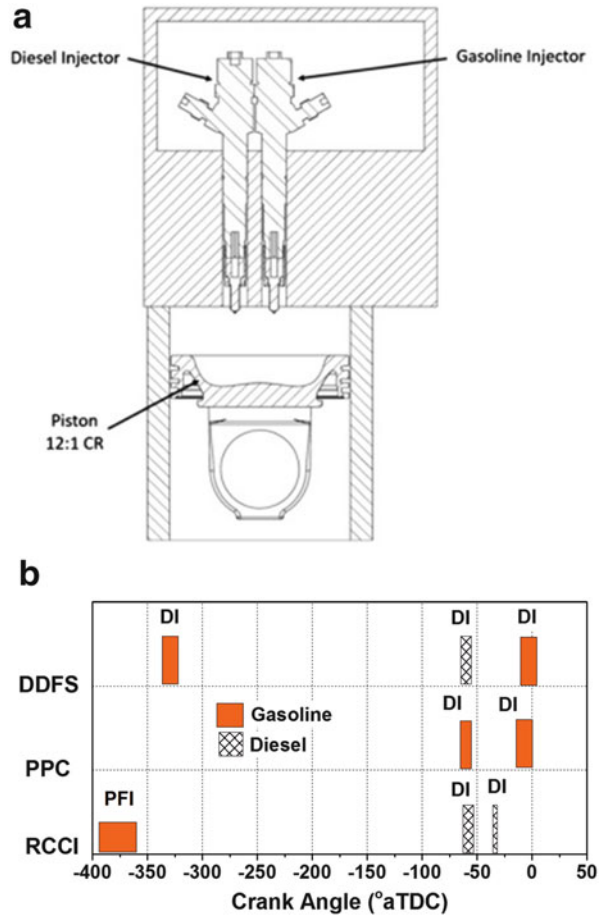 a
Diesel Injector
Gasoline Injector
Piston
12:1 CR
b
DI DI DI
DDFS
Gasoline
Diesel
DI DI
PPC
PFI DI DI
RCCI
-400 -350 -300 -250 -200 -150 -100 -50 0 50
Crank Angle (°aTDC)